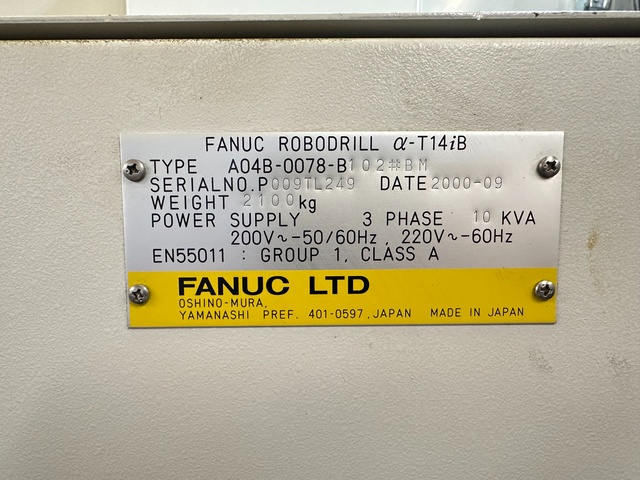 FANUC ROBODRILL α-T14iB
TYPE A04B-0078-B102#BM
SERIALNO.P009TL249 DATE 2000-09
WEIGHT 2100kg
POWER SUPPLY 3 PHASE 10 KVA
200V~-50/60Hz, 220V~-60Hz
EN55011 : GROUP 1, CLASS A
FANUC LTD
OSHINO-MURA,
YAMANASHI PREF. 401-0597, JAPAN MADE IN JAPAN